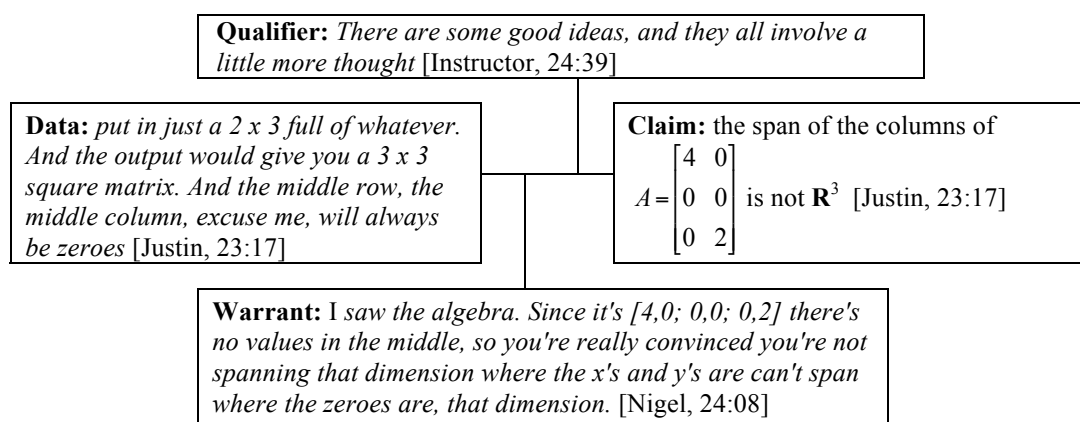 Qualifier: There are some good ideas, and they all involve a
little more thought [Instructor, 24:39]
Data: put in just a 2 x 3 full of whatever.
And the output would give you a 3 x 3
square matrix. And the middle row, the
middle column, excuse me, will always
be zeroes [Justin, 23:17]
Claim: the span of the columns of
A = [4 0; 0 0; 0 2] is not R³ [Justin, 23:17]
Warrant: I saw the algebra. Since it's [4,0; 0,0; 0,2] there's
no values in the middle, so you're really convinced you're not
spanning that dimension where the x's and y's are can't span
where the zeroes are, that dimension. [Nigel, 24:08]